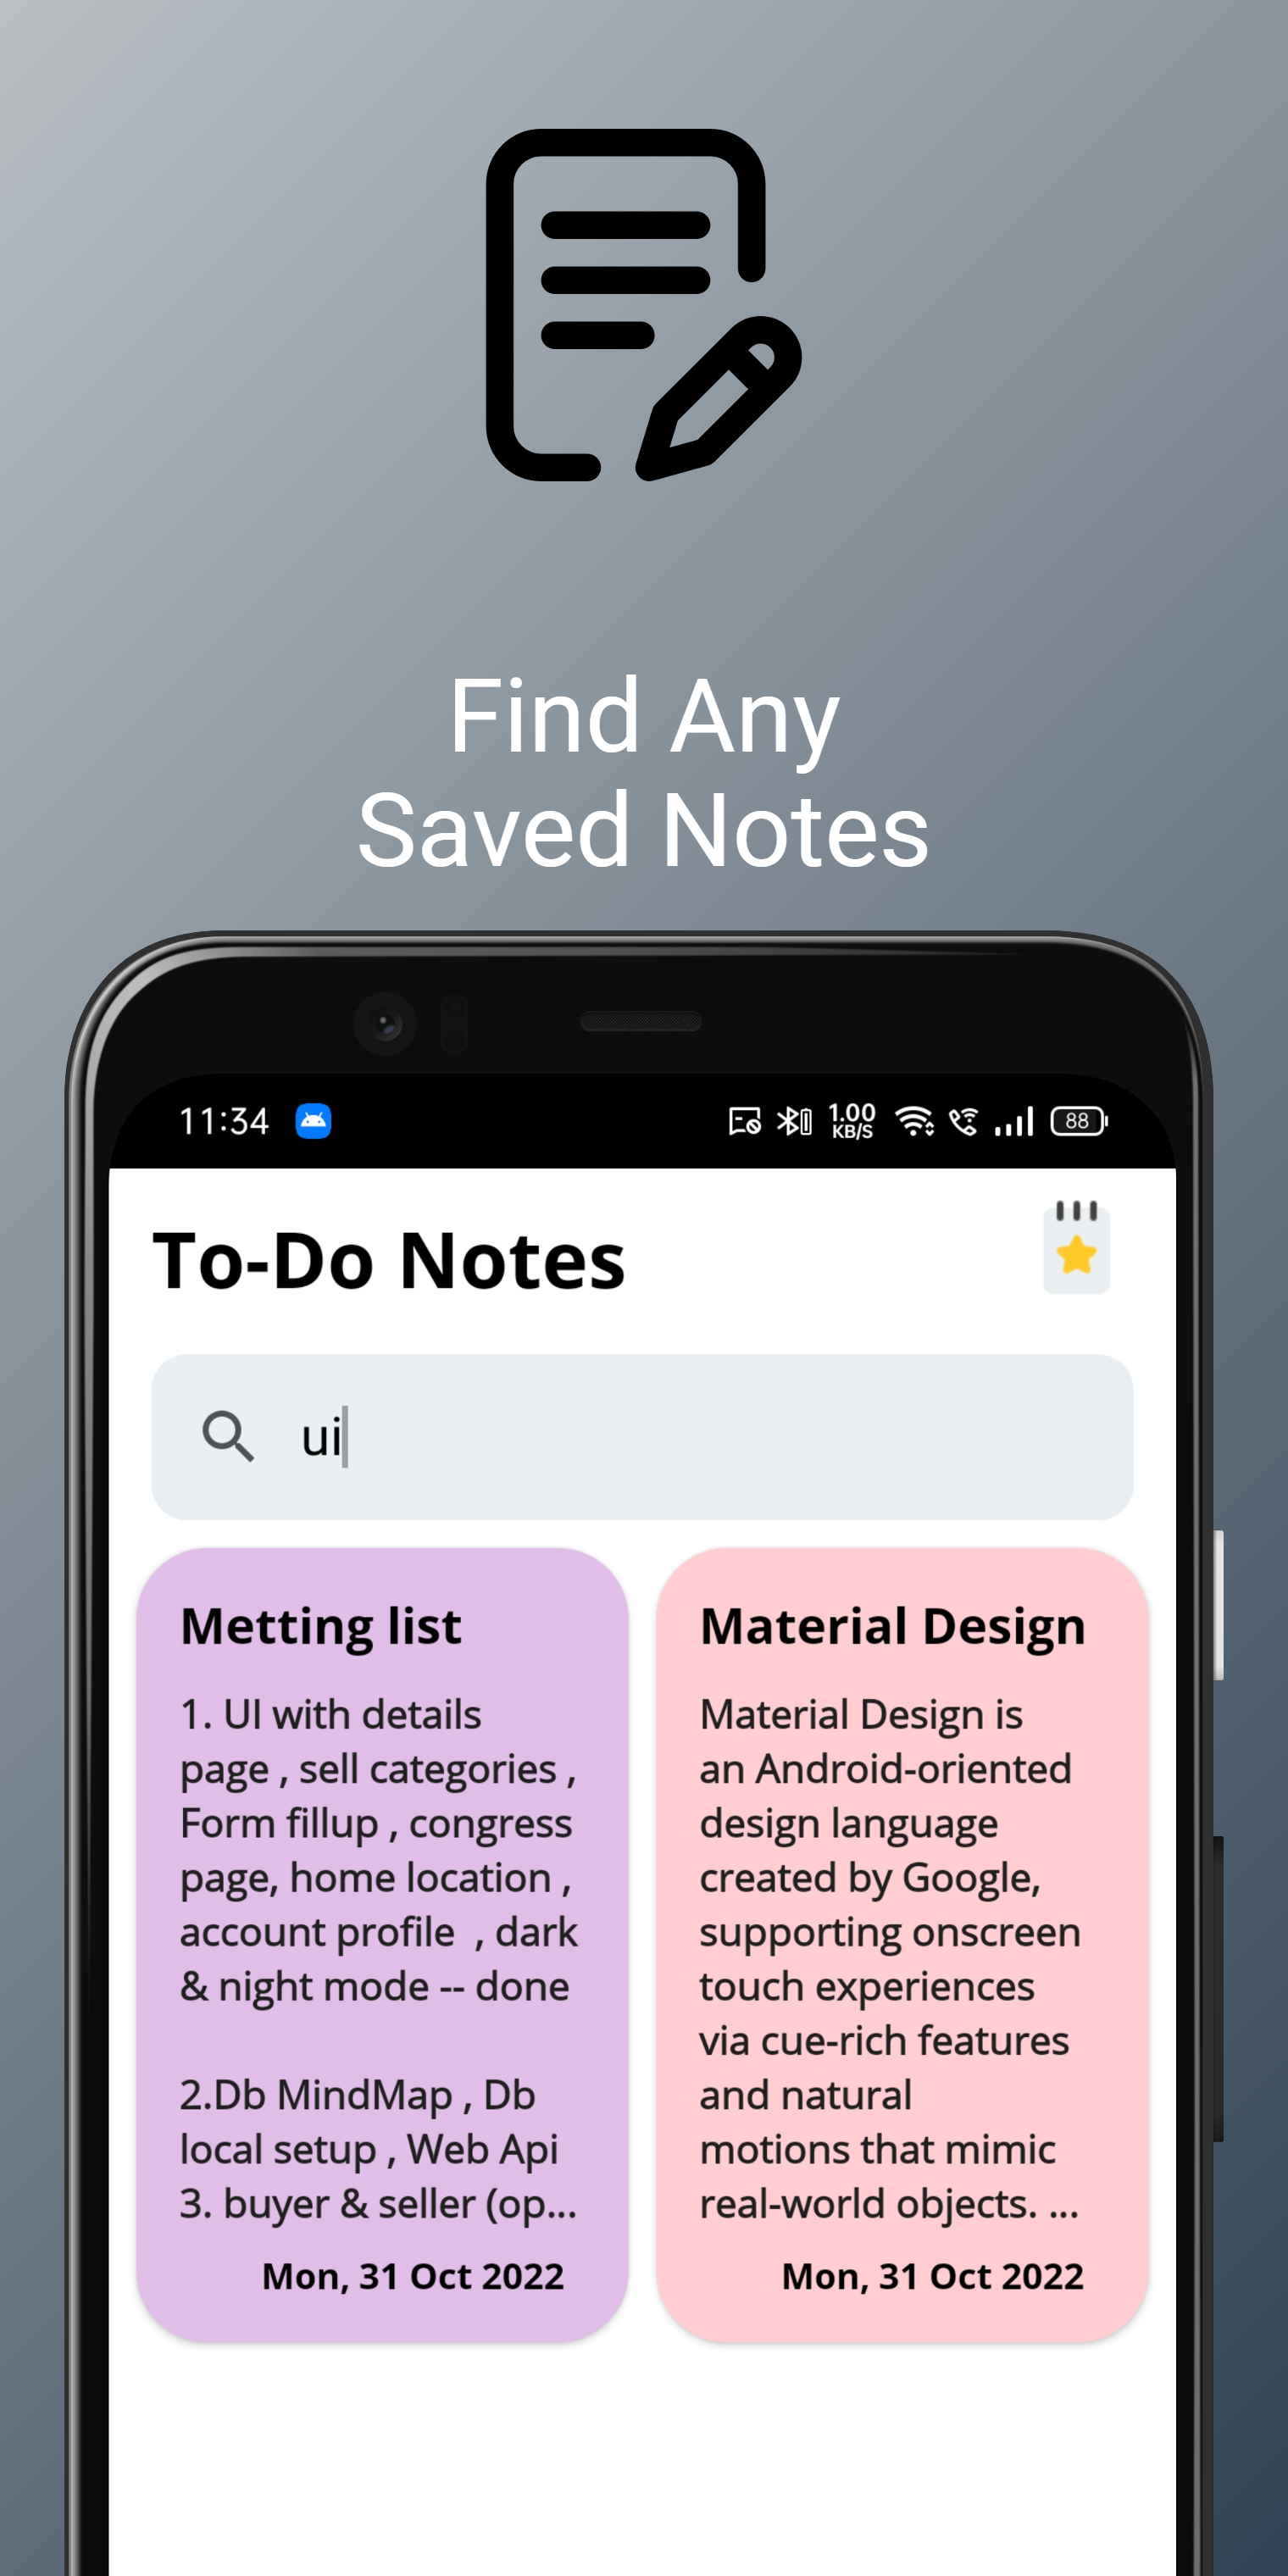 Find Any
Saved Notes
11:34
1.00
KB/S
88
To-Do Notes
ui
Metting list
1. UI with details
page , sell categories ,
Form fillup , congress
page, home location ,
account profile  , dark
& night mode -- done
2.Db MindMap , Db
local setup , Web Api
3. buyer & seller (op...
Mon, 31 Oct 2022
Material Design
Material Design is
an Android-oriented
design language
created by Google,
supporting onscreen
touch experiences
via cue-rich features
and natural
motions that mimic
real-world objects. ...
Mon, 31 Oct 2022